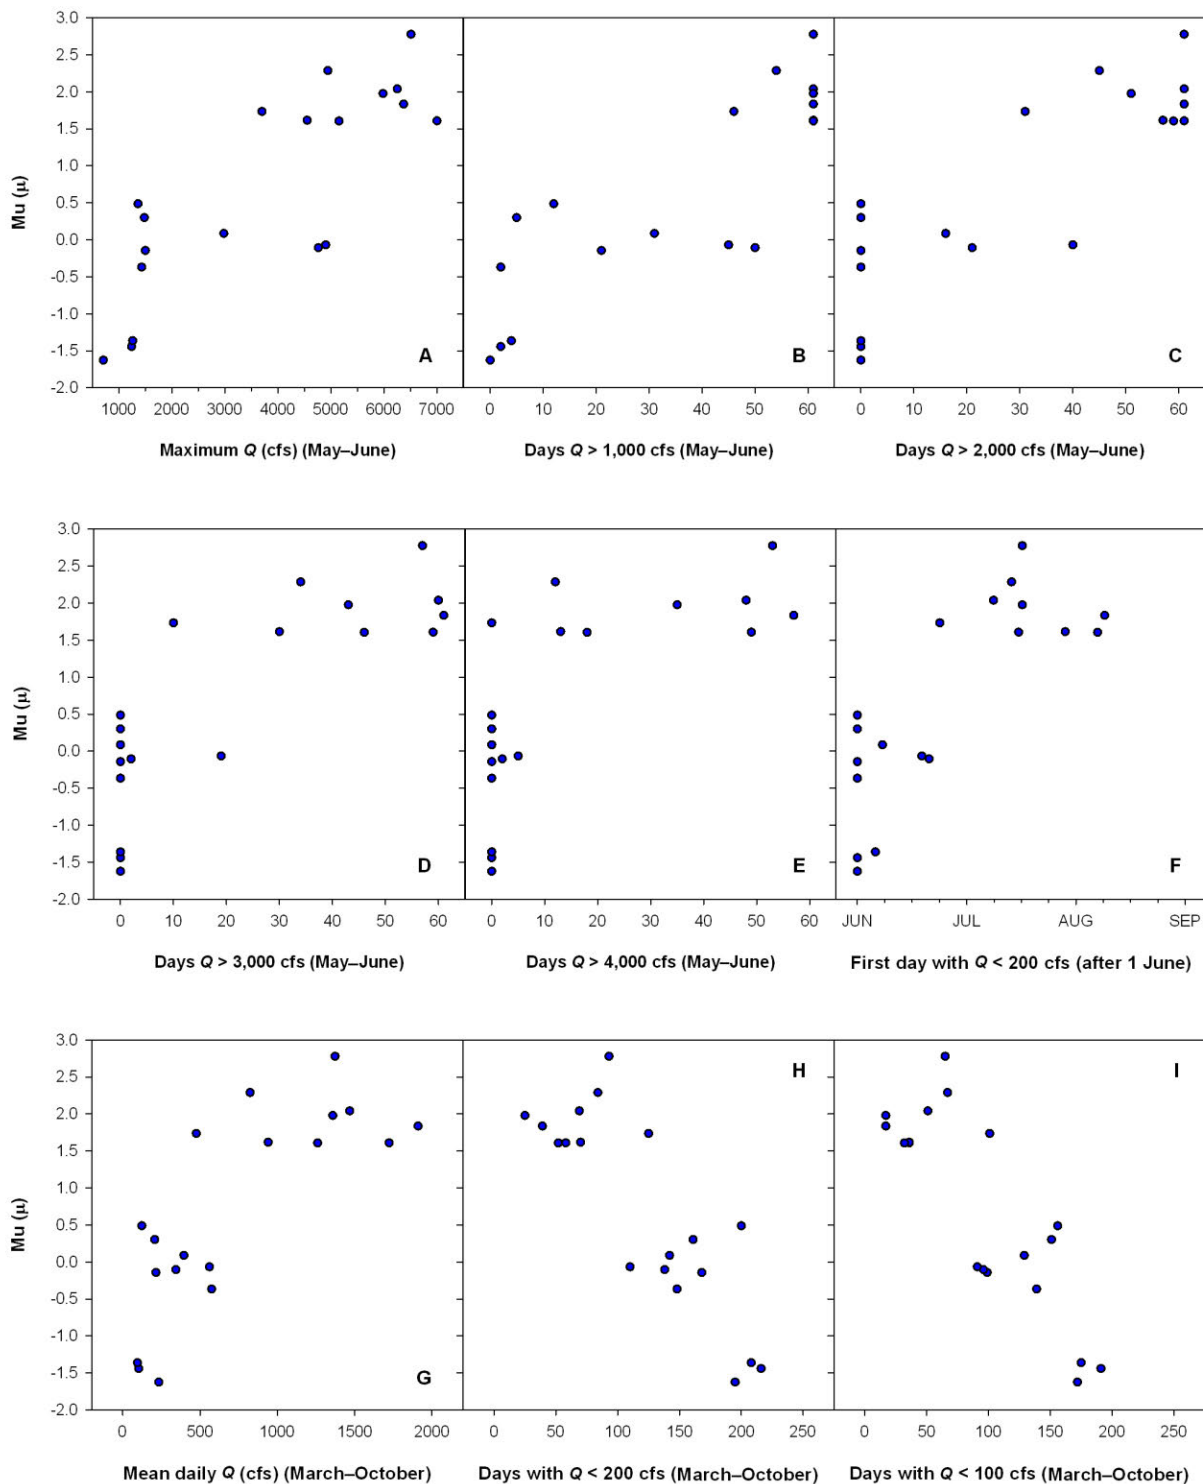 3.0
2.5
2.0
1.5
1.0
0.5
0.0
-0.5
-1.0
-1.5
-2.0
Mu (µ)
A
B
C
1000 2000 3000 4000 5000 6000 7000
0 10 20 30 40 50 60
0 10 20 30 40 50 60
Maximum Q (cfs) (May–June)
Days Q > 1,000 cfs (May–June)
Days Q > 2,000 cfs (May–June)
3.0
2.5
2.0
1.5
1.0
0.5
0.0
-0.5
-1.0
-1.5
-2.0
Mu (µ)
D
E
F
0 10 20 30 40 50 60
0 10 20 30 40 50 60
JUN JUL AUG SEP
Days Q > 3,000 cfs (May–June)
Days Q > 4,000 cfs (May–June)
First day with Q < 200 cfs (after 1 June)
3.0
2.5
2.0
1.5
1.0
0.5
0.0
-0.5
-1.0
-1.5
-2.0
Mu (µ)
G
H
I
0 500 1000 1500 2000
0 50 100 150 200 250
0 50 100 150 200 250
Mean daily Q (cfs) (March–October)
Days with Q < 200 cfs (March–October)
Days with Q < 100 cfs (March–October)